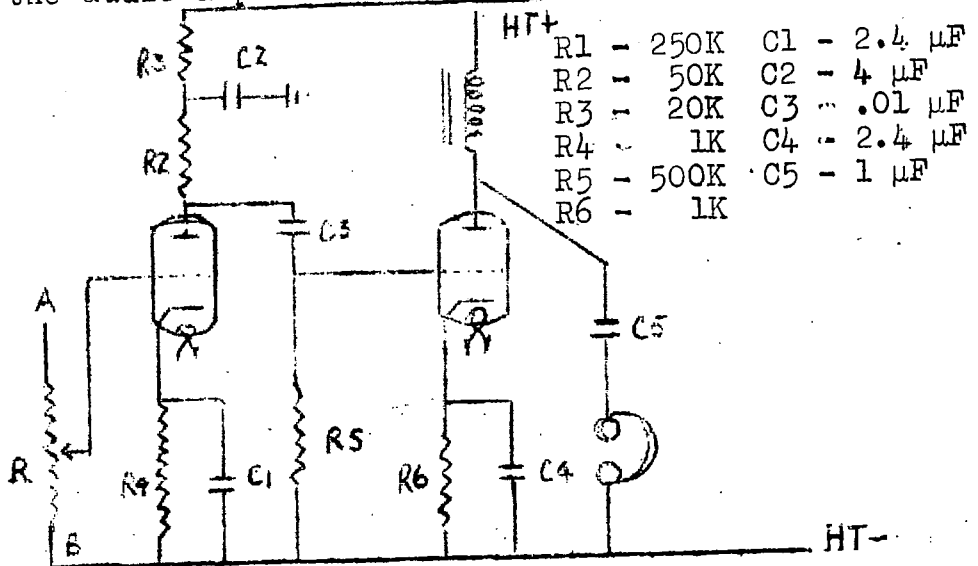 the
HT+
R1 - 250K C1 - 2.4 µF
R2 - 50K C2 - 4 µF
R3 - 20K C3 - .01 µF
R4 - 1K C4 - 2.4 µF
R5 - 500K C5 - 1 µF
R6 - 1K
R3
C2
R2
C3
A
C5
R
R4
C1
R5
R6
C4
B
HT-